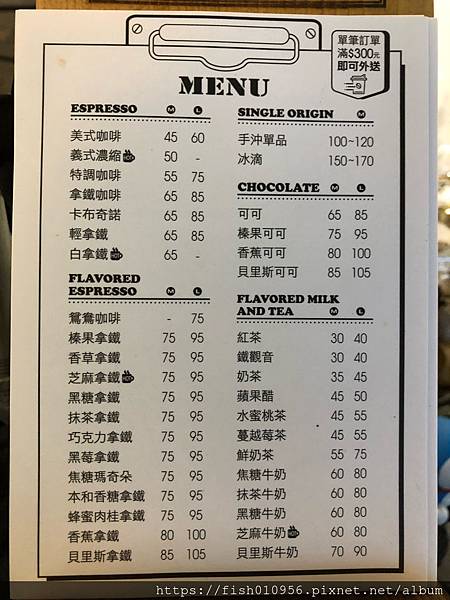 單筆訂單
滿$300元
即可外送
MENU
ESPRESSO M L
美式咖啡 45 60
義式濃縮 HOT 50 -
特調咖啡 55 75
拿鐵咖啡 65 85
卡布奇諾 65 85
輕拿鐵 65 85
白拿鐵 HOT 65 -
FLAVORED
ESPRESSO M L
鴛鴦咖啡 - 75
榛果拿鐵 75 95
香草拿鐵 75 95
芝麻拿鐵 HOT 75 95
黑糖拿鐵 75 95
抹茶拿鐵 75 95
巧克力拿鐵 75 95
黑莓拿鐵 75 95
焦糖瑪奇朵 75 95
本和香糖拿鐵 75 95
蜂蜜肉桂拿鐵 75 95
香蕉拿鐵 80 100
貝里斯拿鐵 85 105
SINGLE ORIGIN M
手沖單品 100~120
冰滴 150~170
CHOCOLATE M L
可可 65 85
榛果可可 75 95
香蕉可可 80 100
貝里斯可可 85 105
FLAVORED MILK
AND TEA M L
紅茶 30 40
鐵觀音 30 40
奶茶 35 45
蘋果醋 45 50
水蜜桃茶 45 55
蔓越莓茶 45 55
鮮奶茶 55 75
焦糖牛奶 60 80
抹茶牛奶 60 80
黑糖牛奶 60 80
芝麻牛奶 HOT 60 80
貝里斯牛奶 70 90
https://fish010956.pixnet.net/album